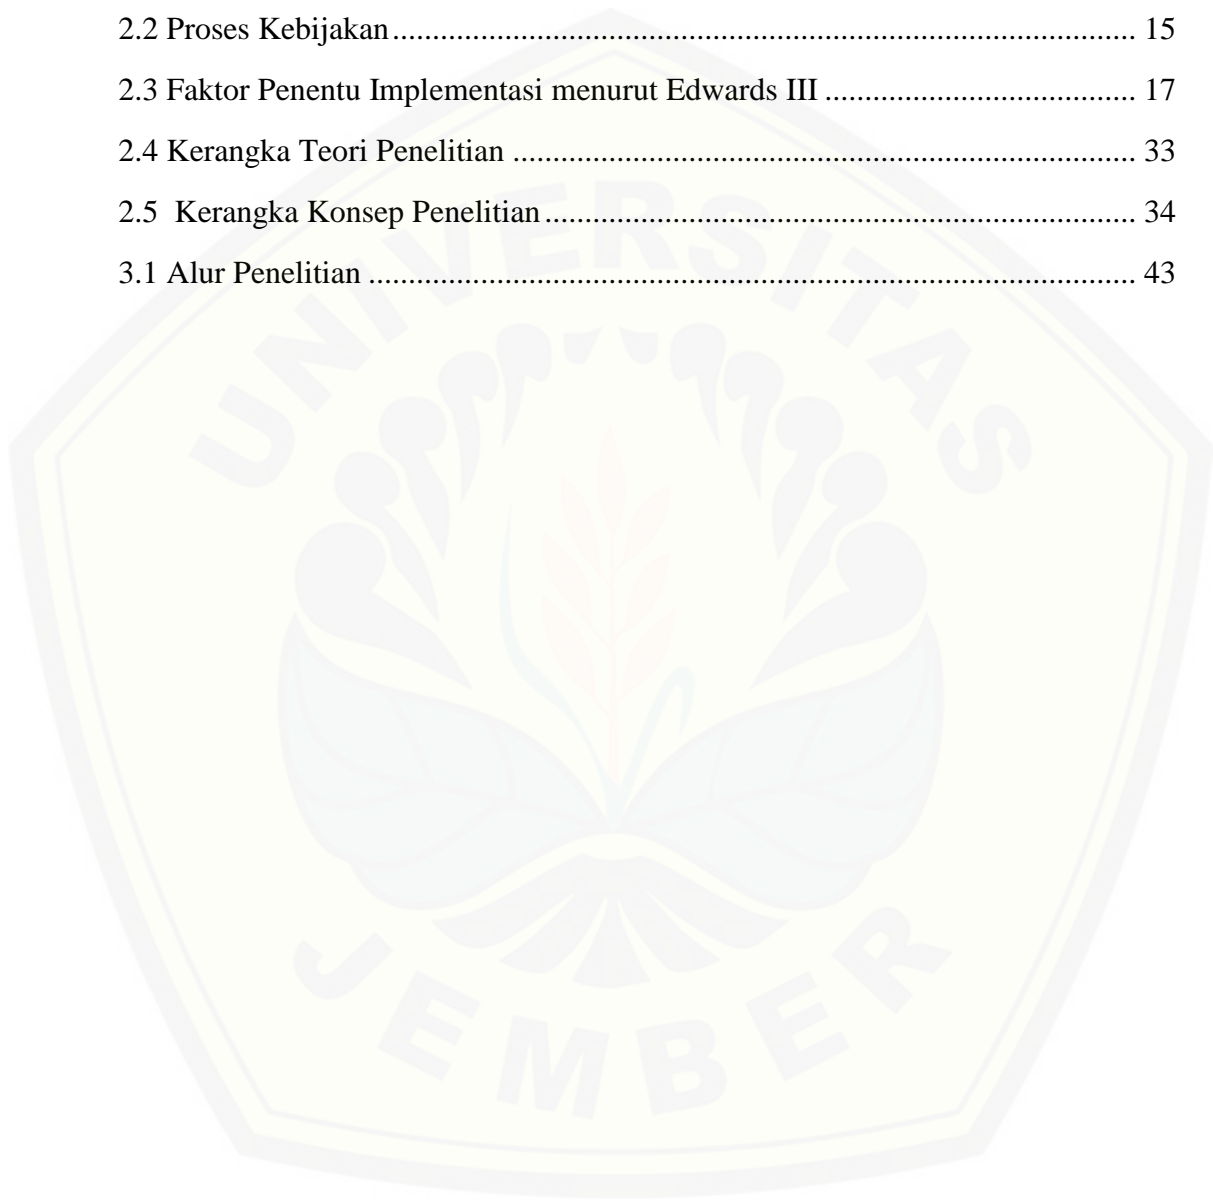 2.2 Proses Kebijakan............................................................................................. 15
2.3 Faktor Penentu Implementasi menurut Edwards III ....................................... 17
2.4 Kerangka Teori Penelitian .............................................................................. 33
2.5  Kerangka Konsep Penelitian.......................................................................... 34
3.1 Alur Penelitian ................................................................................................ 43
UNIVERSITAS
JEMBER